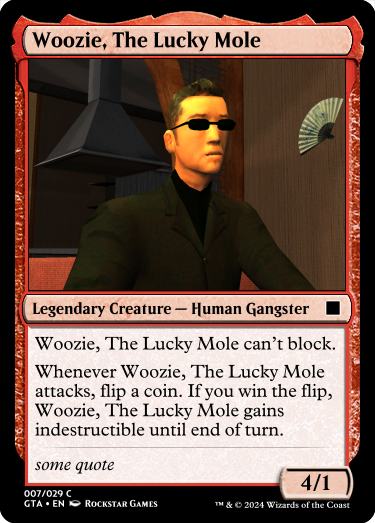 Woozie, The Lucky Mole
Legendary Creature — Human Gangster
Woozie, The Lucky Mole can't block.
Whenever Woozie, The Lucky Mole
attacks, flip a coin. If you win the flip,
Woozie, The Lucky Mole gains
indestructible until end of turn.
some quote
4/1
007/029 C
GTA • EN Rockstar Games
™ & © 2024 Wizards of the Coast